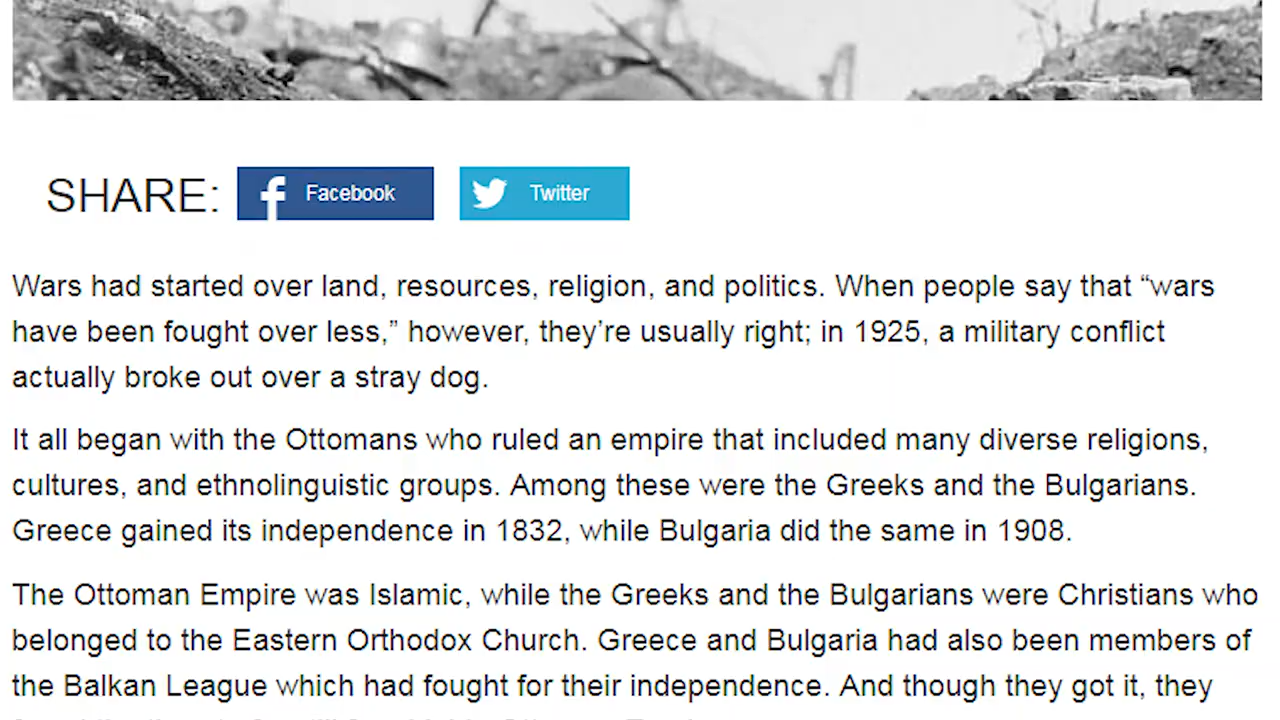 SHARE: Facebook Twitter
Wars had started over land, resources, religion, and politics. When people say that “wars
have been fought over less,” however, they’re usually right; in 1925, a military conflict
actually broke out over a stray dog.
It all began with the Ottomans who ruled an empire that included many diverse religions,
cultures, and ethnolinguistic groups. Among these were the Greeks and the Bulgarians.
Greece gained its independence in 1832, while Bulgaria did the same in 1908.
The Ottoman Empire was Islamic, while the Greeks and the Bulgarians were Christians who
belonged to the Eastern Orthodox Church. Greece and Bulgaria had also been members of
the Balkan League which had fought for their independence. And though they got it, they